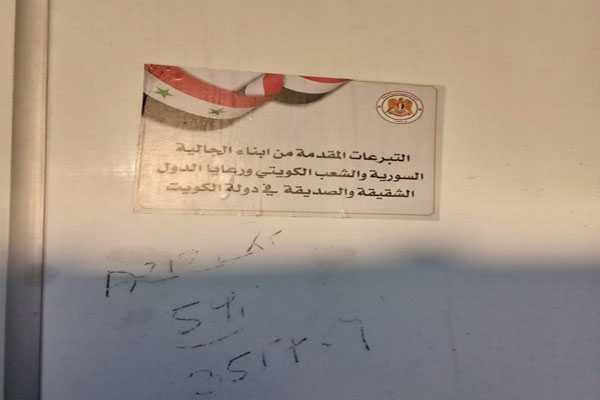 التبرعات المقدمة من ابناء الجالية
السورية والشعب الكويتي ورعايا الدول
الشقيقة والصديقة في دولة الكويت